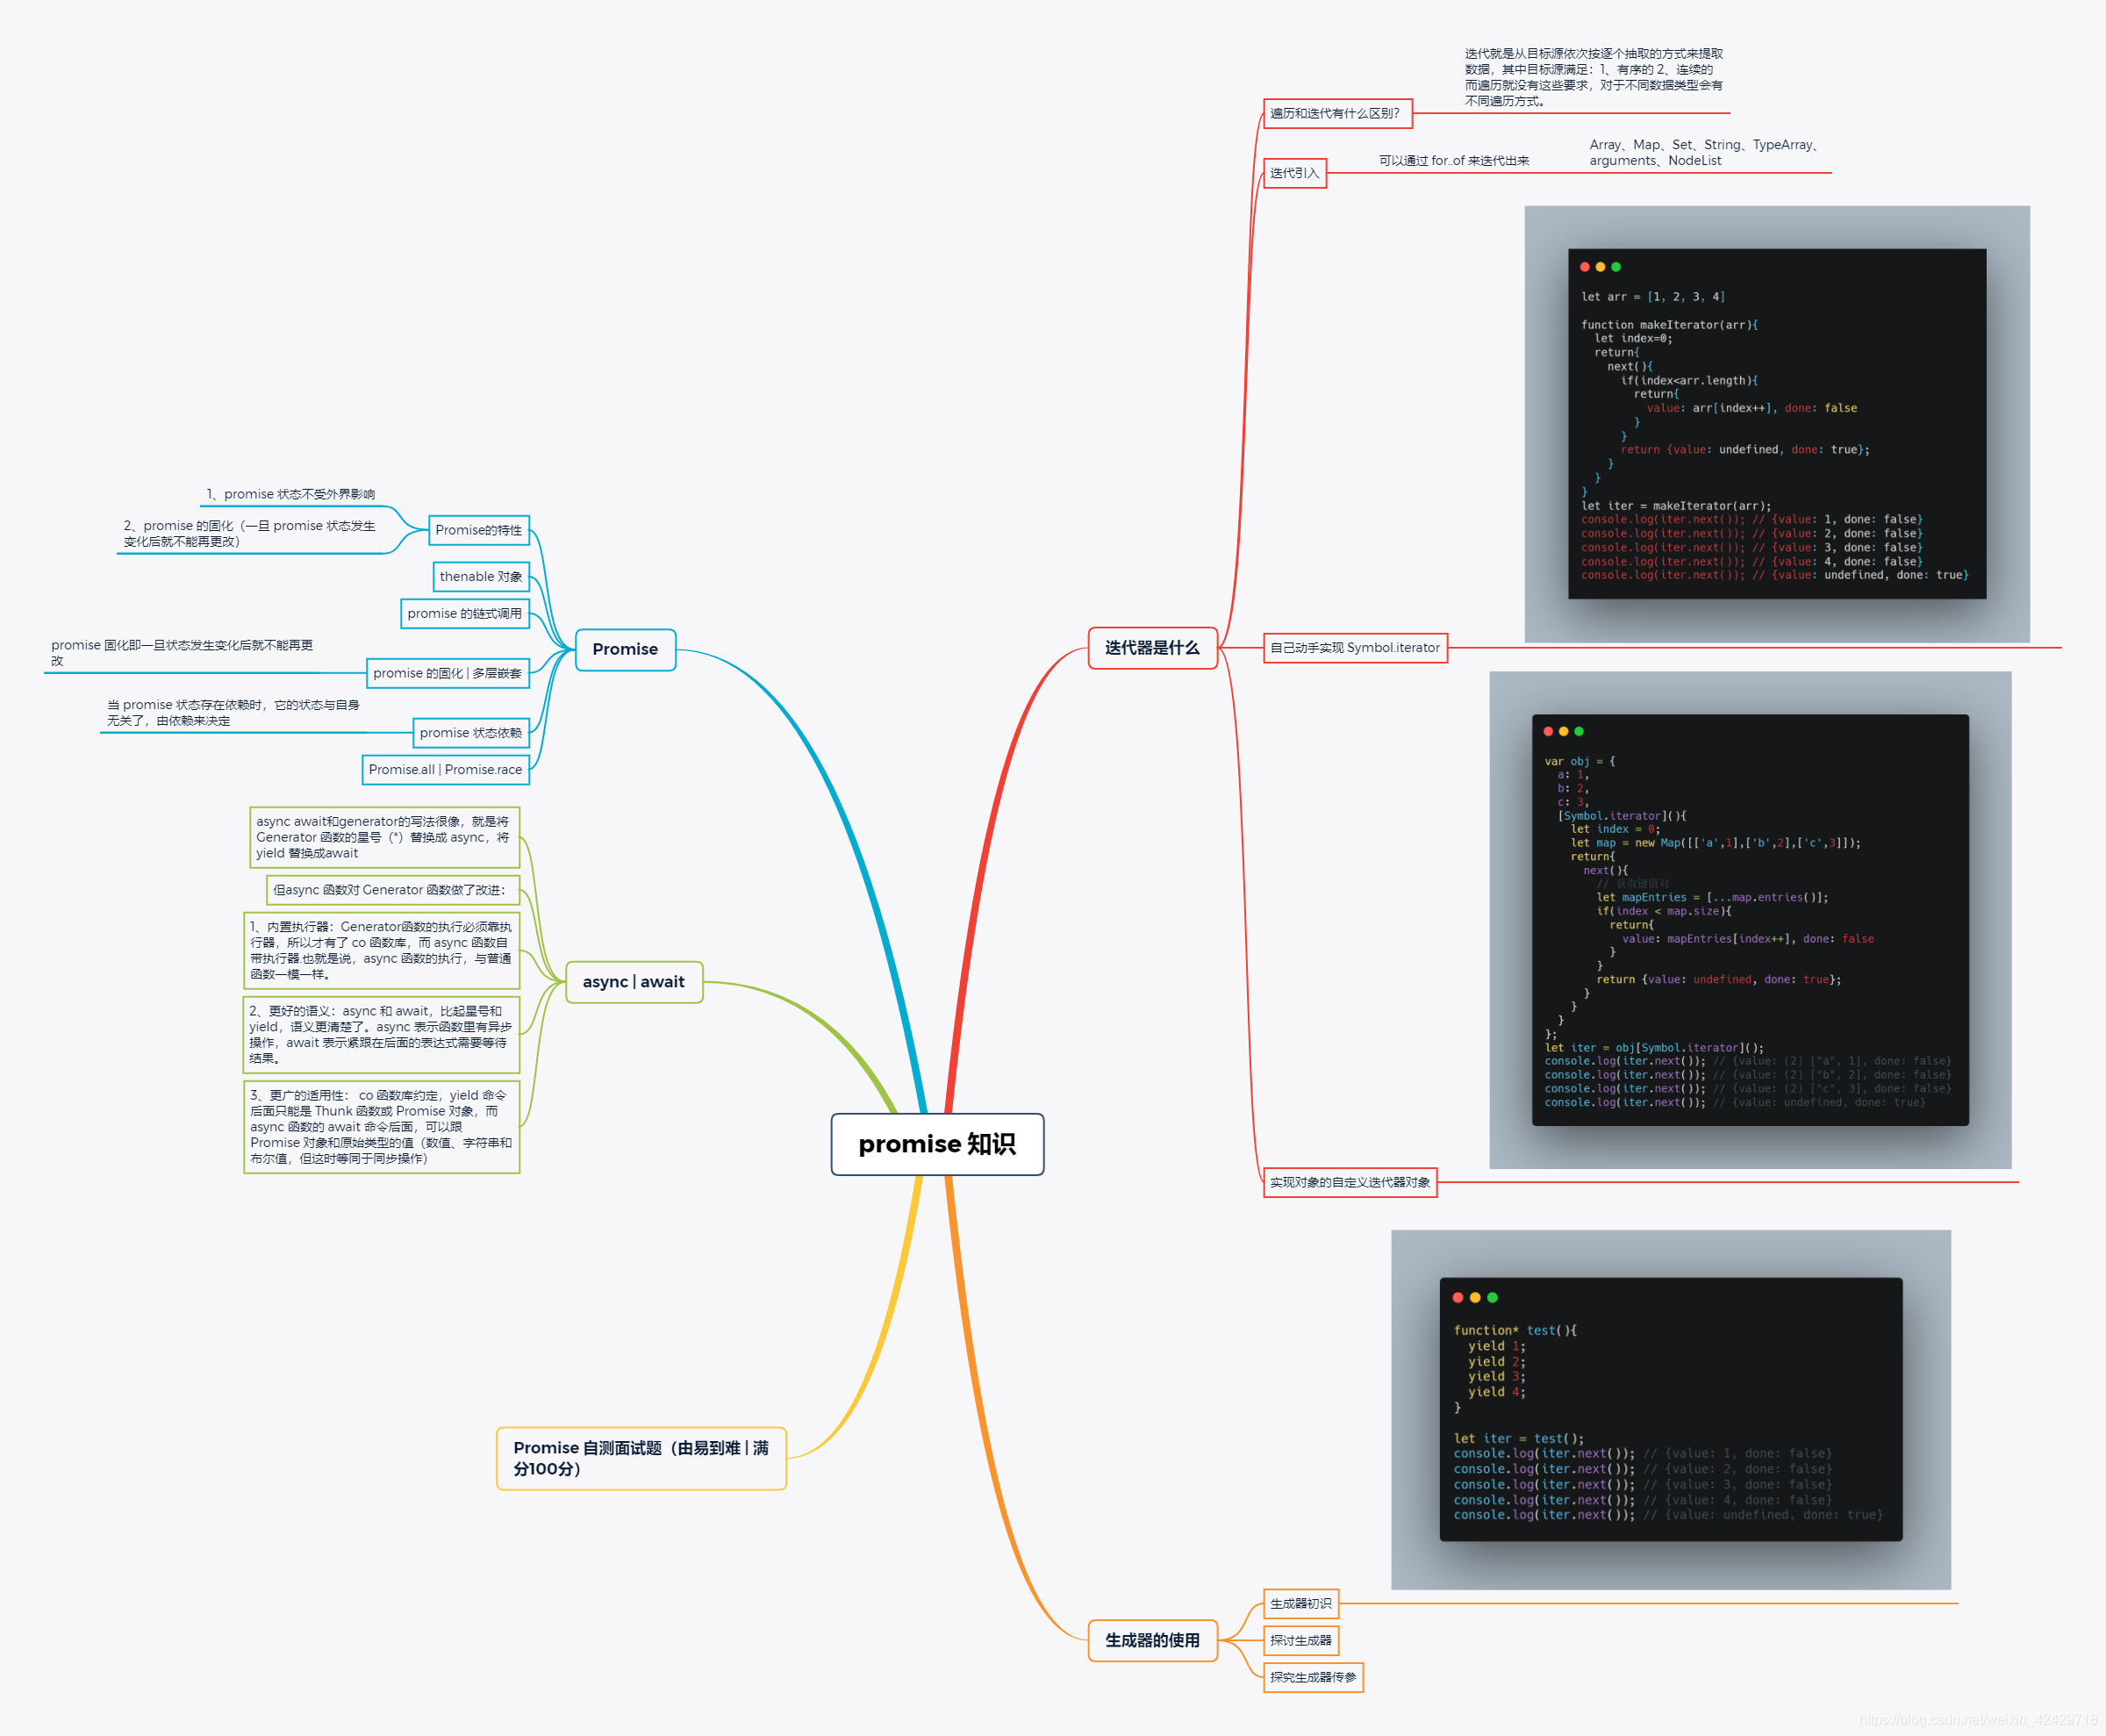 promise 知识
迭代器是什么
遍历和迭代有什么区别？
迭代就是从目标源依次按逐个抽取的方式来提取
数据，其中目标源满足：1、有序的 2、连续的
而遍历就没有这些要求，对于不同数据类型会有
不同遍历方式。
迭代引入
可以通过 for..of 来迭代出来
Array、Map、Set、String、TypeArray、
arguments、NodeList
自己动手实现 Symbol.iterator
let arr = [1, 2, 3, 4]
function makeIterator(arr){
let index=0;
return{
next(){
if(index<arr.length){
return{
value: arr[index++], done: false
}
}
return {value: undefined, done: true};
}
}
}
let iter = makeIterator(arr);
console.log(iter.next()); // {value: 1, done: false}
console.log(iter.next()); // {value: 2, done: false}
console.log(iter.next()); // {value: 3, done: false}
console.log(iter.next()); // {value: 4, done: false}
console.log(iter.next()); // {value: undefined, done: true}
实现对象的自定义迭代器对象
var obj = {
a: 1,
b: 2,
c: 3,
[Symbol.iterator](){
let index = 0;
let map = new Map([['a',1],['b',2],['c',3]]);
return{
next(){
// 获取键值对
let mapEntries = [...map.entries()];
if(index < map.size){
return{
value: mapEntries[index++], done: false
}
}
return {value: undefined, done: true};
}
}
}
};
let iter = obj[Symbol.iterator]();
console.log(iter.next()); // {value: (2) ["a", 1], done: false}
console.log(iter.next()); // {value: (2) ["b", 2], done: false}
console.log(iter.next()); // {value: (2) ["c", 3], done: false}
console.log(iter.next()); // {value: undefined, done: true}
生成器的使用
生成器初识
function* test(){
yield 1;
yield 2;
yield 3;
yield 4;
}
let iter = test();
console.log(iter.next()); // {value: 1, done: false}
console.log(iter.next()); // {value: 2, done: false}
console.log(iter.next()); // {value: 3, done: false}
console.log(iter.next()); // {value: 4, done: false}
console.log(iter.next()); // {value: undefined, done: true}
探讨生成器
探究生成器传参
Promise
Promise的特性
1、promise 状态不受外界影响
2、promise 的固化（一旦 promise 状态发生
变化后就不能再更改）
thenable 对象
promise 的链式调用
promise 的固化 | 多层嵌套
promise 固化即一旦状态发生变化后就不能再更
改
promise 状态依赖
当 promise 状态存在依赖时，它的状态与自身
无关了，由依赖来决定
Promise.all | Promise.race
async | await
async await和generator的写法很像，就是将
Generator 函数的星号（*）替换成 async，将
yield 替换成await
但async 函数对 Generator 函数做了改进：
1、内置执行器：Generator函数的执行必须靠执
行器，所以才有了 co 函数库，而 async 函数自
带执行器.也就是说，async 函数的执行，与普通
函数一模一样。
2、更好的语义：async 和 await，比起星号和
yield，语义更清楚了。async 表示函数里有异步
操作，await 表示紧跟在后面的表达式需要等待
结果。
3、更广的适用性： co 函数库约定，yield 命令
后面只能是 Thunk 函数或 Promise 对象，而
async 函数的 await 命令后面，可以跟
Promise 对象和原始类型的值（数值、字符串和
布尔值，但这时等同于同步操作）
Promise 自测面试题（由易到难 | 满
分100分）
https://blog.csdn.net/weixin_42429718